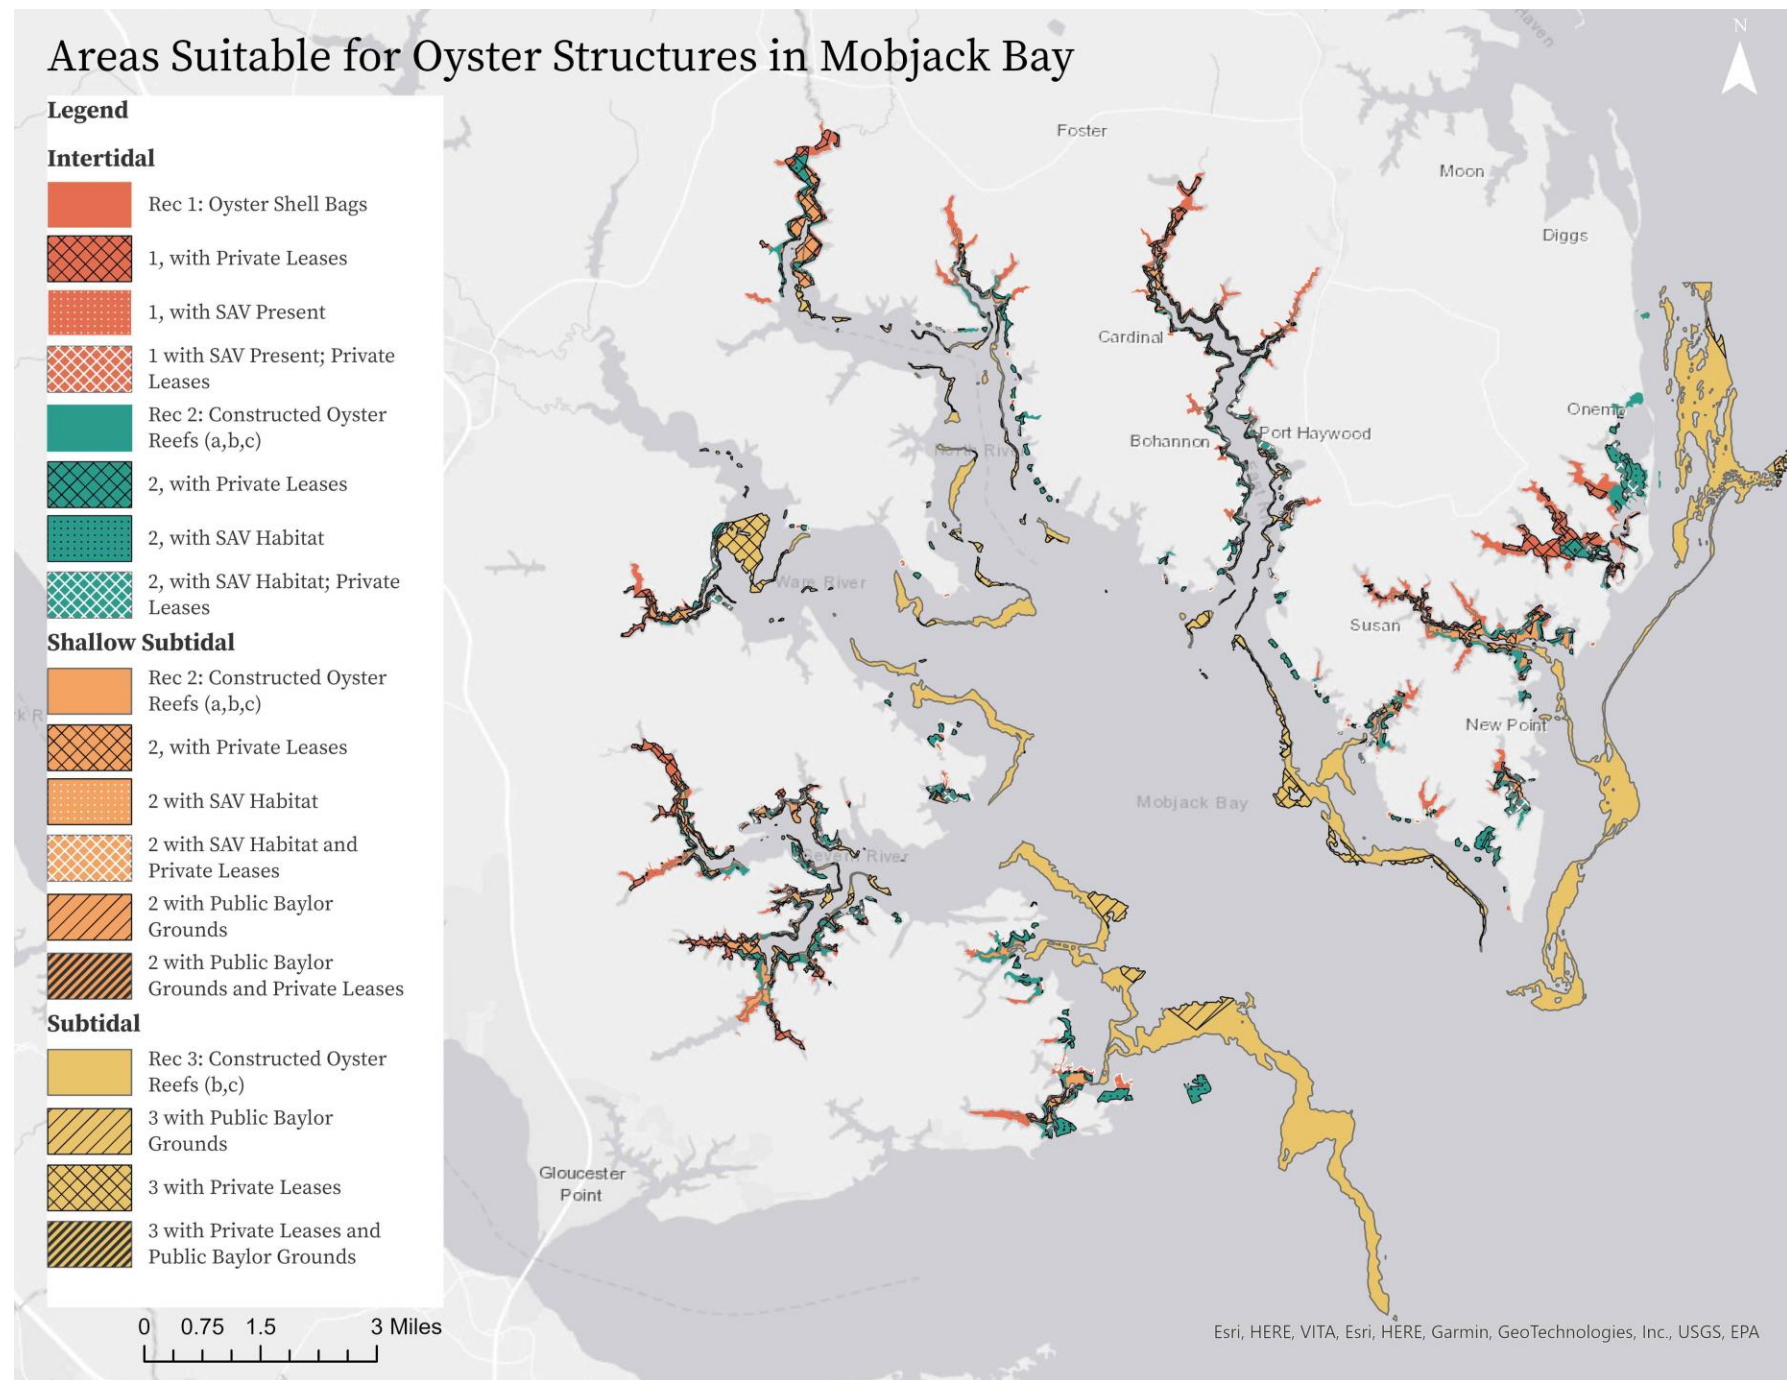 Areas Suitable for Oyster Structures in Mobjack Bay
Legend
Intertidal
Rec 1: Oyster Shell Bags
1, with Private Leases
1, with SAV Present
1 with SAV Present; Private
Leases
Rec 2: Constructed Oyster
Reefs (a,b,c)
2, with Private Leases
2, with SAV Habitat
2, with SAV Habitat; Private
Leases
Shallow Subtidal
Rec 2: Constructed Oyster
Reefs (a,b,c)
2, with Private Leases
2 with SAV Habitat
2 with SAV Habitat and
Private Leases
2 with Public Baylor
Grounds
2 with Public Baylor
Grounds and Private Leases
Subtidal
Rec 3: Constructed Oyster
Reefs (b,c)
3 with Public Baylor
Grounds
3 with Private Leases
3 with Private Leases and
Public Baylor Grounds
0 0.75 1.5 3 Miles
N
Haven
Foster
Moon
Diggs
Cardinal
Bohannon
Port Haywood
North River
Ware River
Susan
New Point
Mobjack Bay
Severn River
Gloucester
Point
Esri, HERE, VITA, Esri, HERE, Garmin, GeoTechnologies, Inc., USGS, EPA